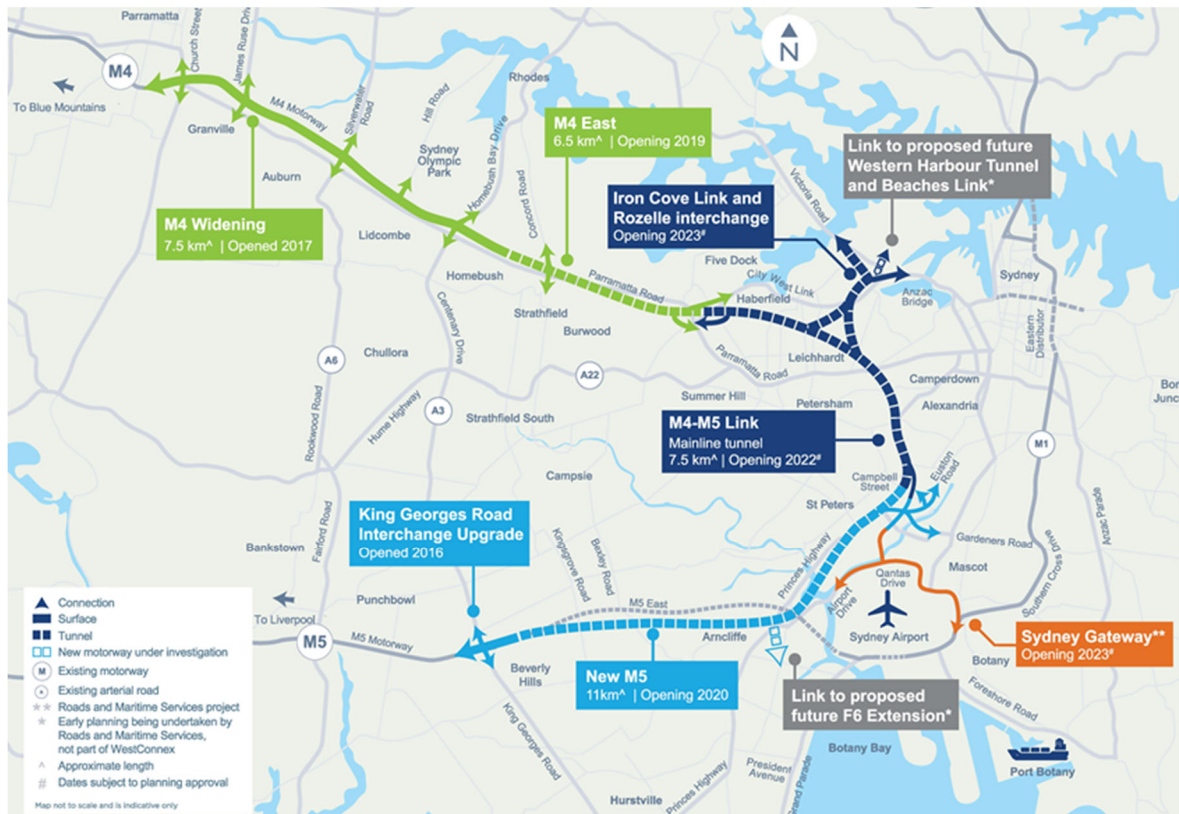 Parramatta
Church Street
James Ruse Drive
M4
To Blue Mountains
Granville
M4 Motorway
Silverwater Road
Hill Road
Rhodes
Auburn
Sydney
Olympic
Park
Homebush Bay Drive
M4 Widening
7.5 km^ | Opened 2017
Lidcombe
Homebush
Concord Road
M4 East
6.5 km^ | Opening 2019
N
Victoria Road
Link to proposed future
Western Harbour Tunnel
and Beaches Link*
Iron Cove Link and
Rozelle interchange
Opening 2023#
Five Dock
City West Link
Haberfield
Anzac
Bridge
Sydney
Eastern
Distributor
Parramatta Road
Strathfield
Burwood
Centenary Drive
A6
Chullora
A22
Parramatta Road
Leichhardt
Summer Hill
Petersham
Camperdown
Alexandria
Bon
Junc
Rookwood Road
Hume Highway
A3
Strathfield South
M4-M5 Link
Mainline tunnel
7.5 km^ | Opening 2022#
Campbell
Street
Euston
Road
M1
Anzac Parade
Campsie
St Peters
King Georges Road
Interchange Upgrade
Opened 2016
Bankstown
Fairford Road
Kingsgrove Road
Bexley Road
Princes Highway
Gardeners Road
Mascot
Qantas
Drive
Airport
Drive
Southern Cross Drive
Sydney Airport
To Liverpool
M5
M5 Motorway
Punchbowl
M5 East
Arncliffe
Beverly
Hills
New M5
11km^ | Opening 2020
King Georges Road
Sydney Gateway**
Opening 2023#
Botany
Foreshore Road
Link to proposed
future F6 Extension*
Botany Bay
Port Botany
President
Avenue
Grand Parade
Princes Highway
Hurstville
Connection
Surface
Tunnel
New motorway under investigation
M Existing motorway
Existing arterial road
** Roads and Maritime Services project
* Early planning being undertaken by
Roads and Maritime Services,
not part of WestConnex
^ Approximate length
# Dates subject to planning approval
Map not to scale and is indicative only